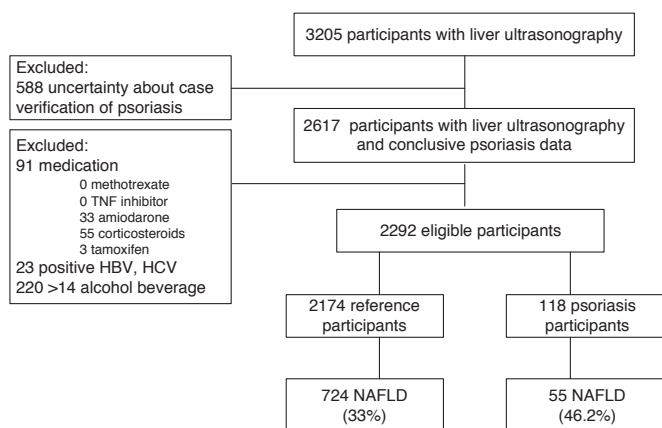 3205 participants with liver ultrasonography
Excluded:
588 uncertainty about case
verification of psoriasis
2617 participants with liver ultrasonography
and conclusive psoriasis data
Excluded:
91 medication
0 methotrexate
0 TNF inhibitor
33 amiodarone
55 corticosteroids
3 tamoxifen
23 positive HBV, HCV
220 >14 alcohol beverage
2292 eligible participants
2174 reference
participants
118 psoriasis
participants
724 NAFLD
(33%)
55 NAFLD
(46.2%)